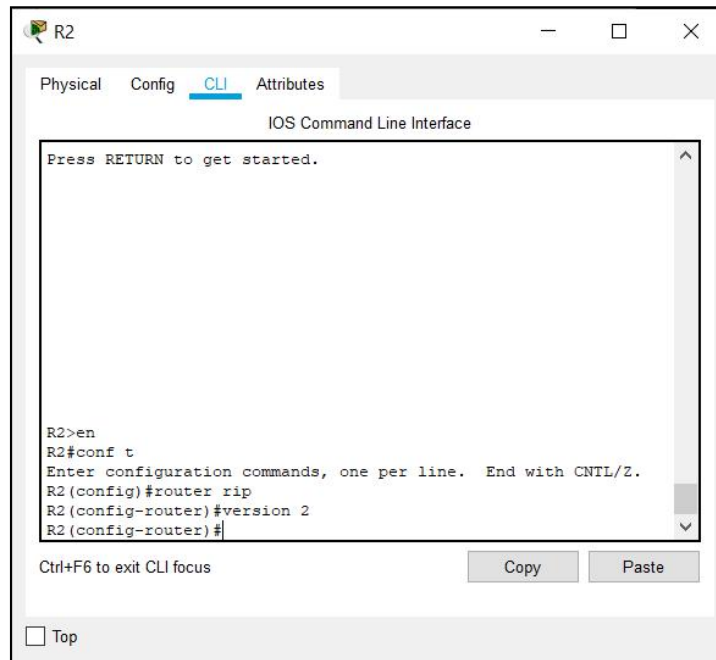 R2
Physical Config CLI Attributes
IOS Command Line Interface
Press RETURN to get started.
R2>en
R2#conf t
Enter configuration commands, one per line.  End with CNTL/Z.
R2(config)#router rip
R2(config-router)#version 2
R2(config-router)#
Ctrl+F6 to exit CLI focus
Copy Paste
Top